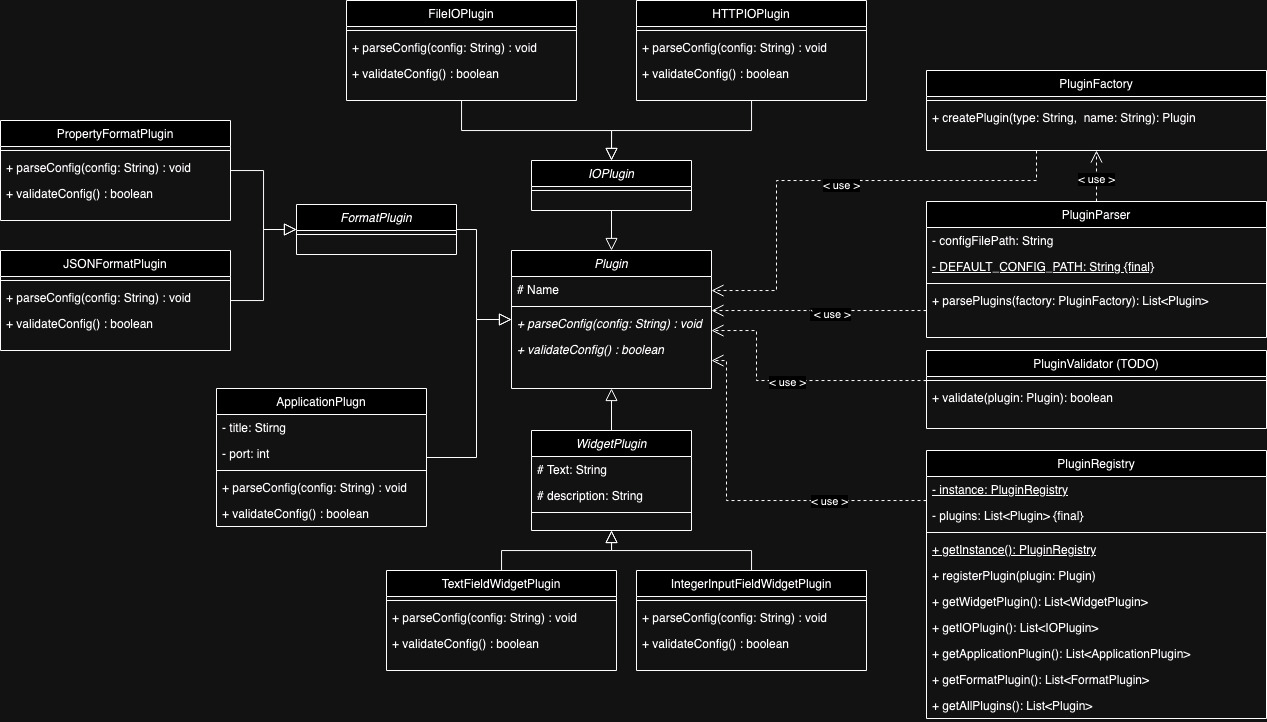 FileIOPlugin
+ parseConfig(config: String) : void
+ validateConfig() : boolean
HTTPIOPlugin
+ parseConfig(config: String) : void
+ validateConfig() : boolean
PluginFactory
+ createPlugin(type: String, name: String): Plugin
PropertyFormatPlugin
+ parseConfig(config: String) : void
+ validateConfig() : boolean
IOPlugin
< use >
< use >
FormatPlugin
PluginParser
- configFilePath: String
- DEFAULT_CONFIG_PATH: String {final}
+ parsePlugins(factory: PluginFactory): List<Plugin>
JSONFormatPlugin
+ parseConfig(config: String) : void
+ validateConfig() : boolean
Plugin
# Name
+ parseConfig(config: String) : void
+ validateConfig() : boolean
< use >
< use >
PluginValidator (TODO)
+ validate(plugin: Plugin): boolean
ApplicationPlugn
- title: Stirng
- port: int
+ parseConfig(config: String) : void
+ validateConfig() : boolean
WidgetPlugin
# Text: String
# description: String
< use >
PluginRegistry
- instance: PluginRegistry
- plugins: List<Plugin> {final}
+ getInstance(): PluginRegistry
+ registerPlugin(plugin: Plugin)
+ getWidgetPlugin(): List<WidgetPlugin>
+ getIOPlugin(): List<IOPlugin>
+ getApplicationPlugin(): List<ApplicationPlugin>
+ getFormatPlugin(): List<FormatPlugin>
+ getAllPlugins(): List<Plugin>
TextFieldWidgetPlugin
+ parseConfig(config: String) : void
+ validateConfig() : boolean
IntegerInputFieldWidgetPlugin
+ parseConfig(config: String) : void
+ validateConfig() : boolean